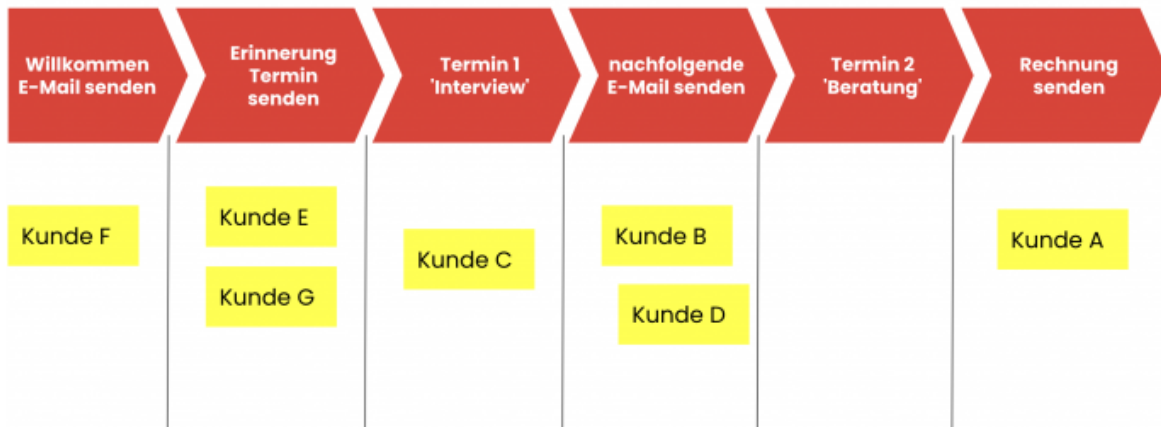 Willkommen
E-Mail senden
Erinnerung
Termin
senden
Termin 1
'Interview'
nachfolgende
E-Mail senden
Termin 2
'Beratung'
Rechnung
senden
Kunde F
Kunde E
Kunde G
Kunde C
Kunde B
Kunde D
Kunde A